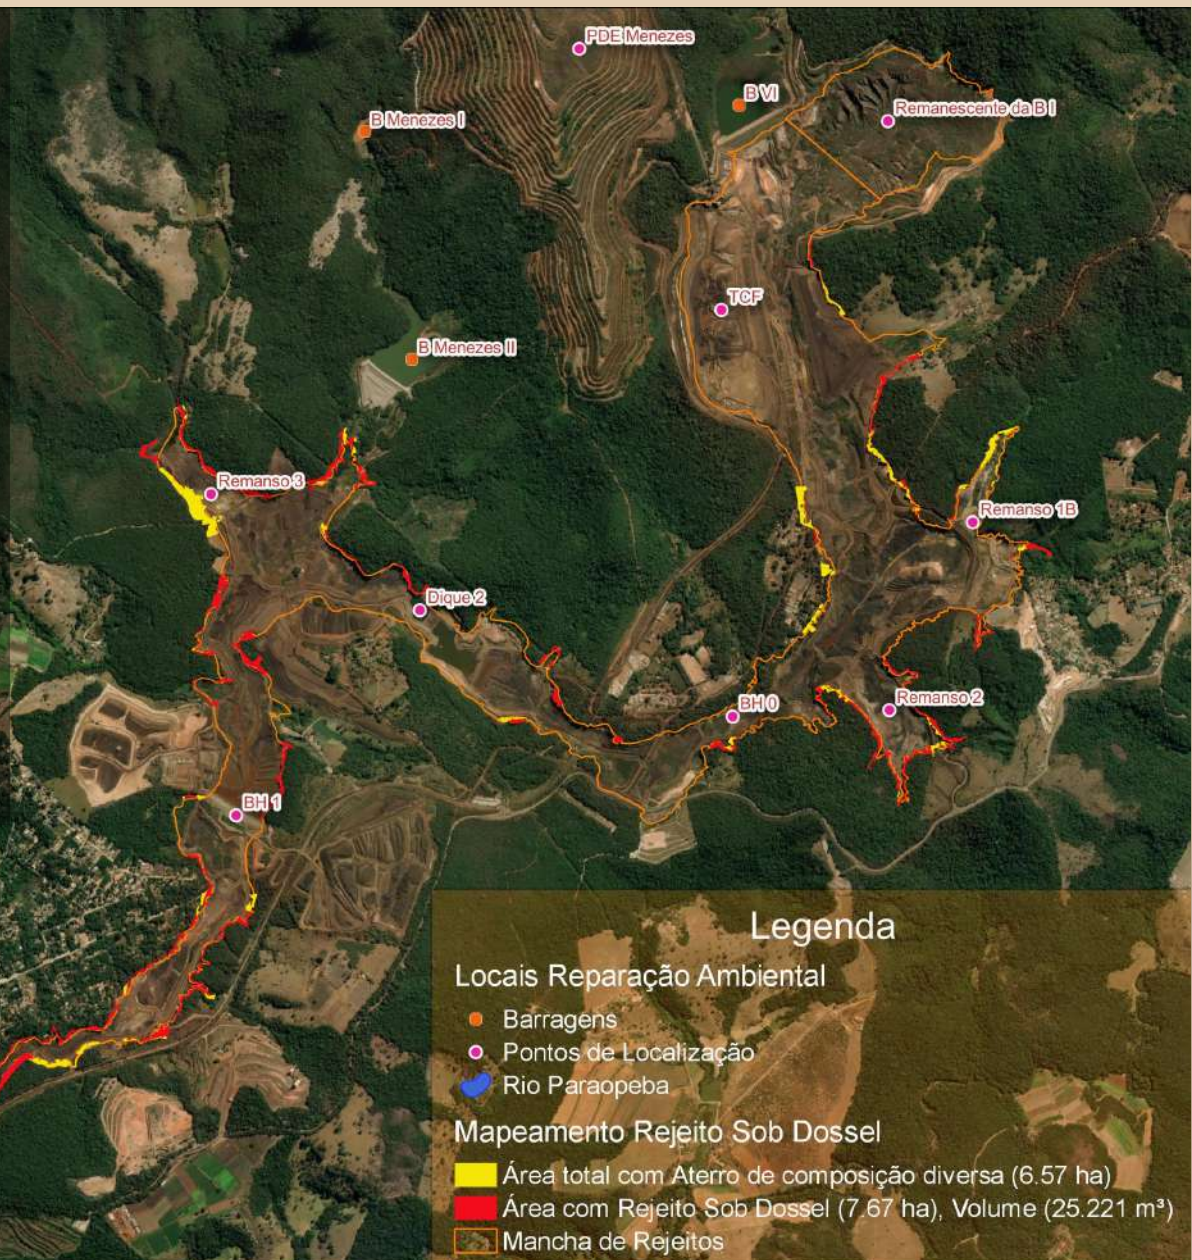 PDE Menezes
B VI
Remanescente da B I
B Menezes I
TCF
B Menezes II
Remanso 3
Remanso 1B
Dique 2
Remanso 2
BH 0
BH 1
Legenda
Locais Reparação Ambiental
Barragens
Pontos de Localização
Rio Paraopeba
Mapeamento Rejeito Sob Dossel
Área total com Aterro de composição diversa (6.57 ha)
Área com Rejeito Sob Dossel (7.67 ha), Volume (25.221 m³)
Mancha de Rejeitos